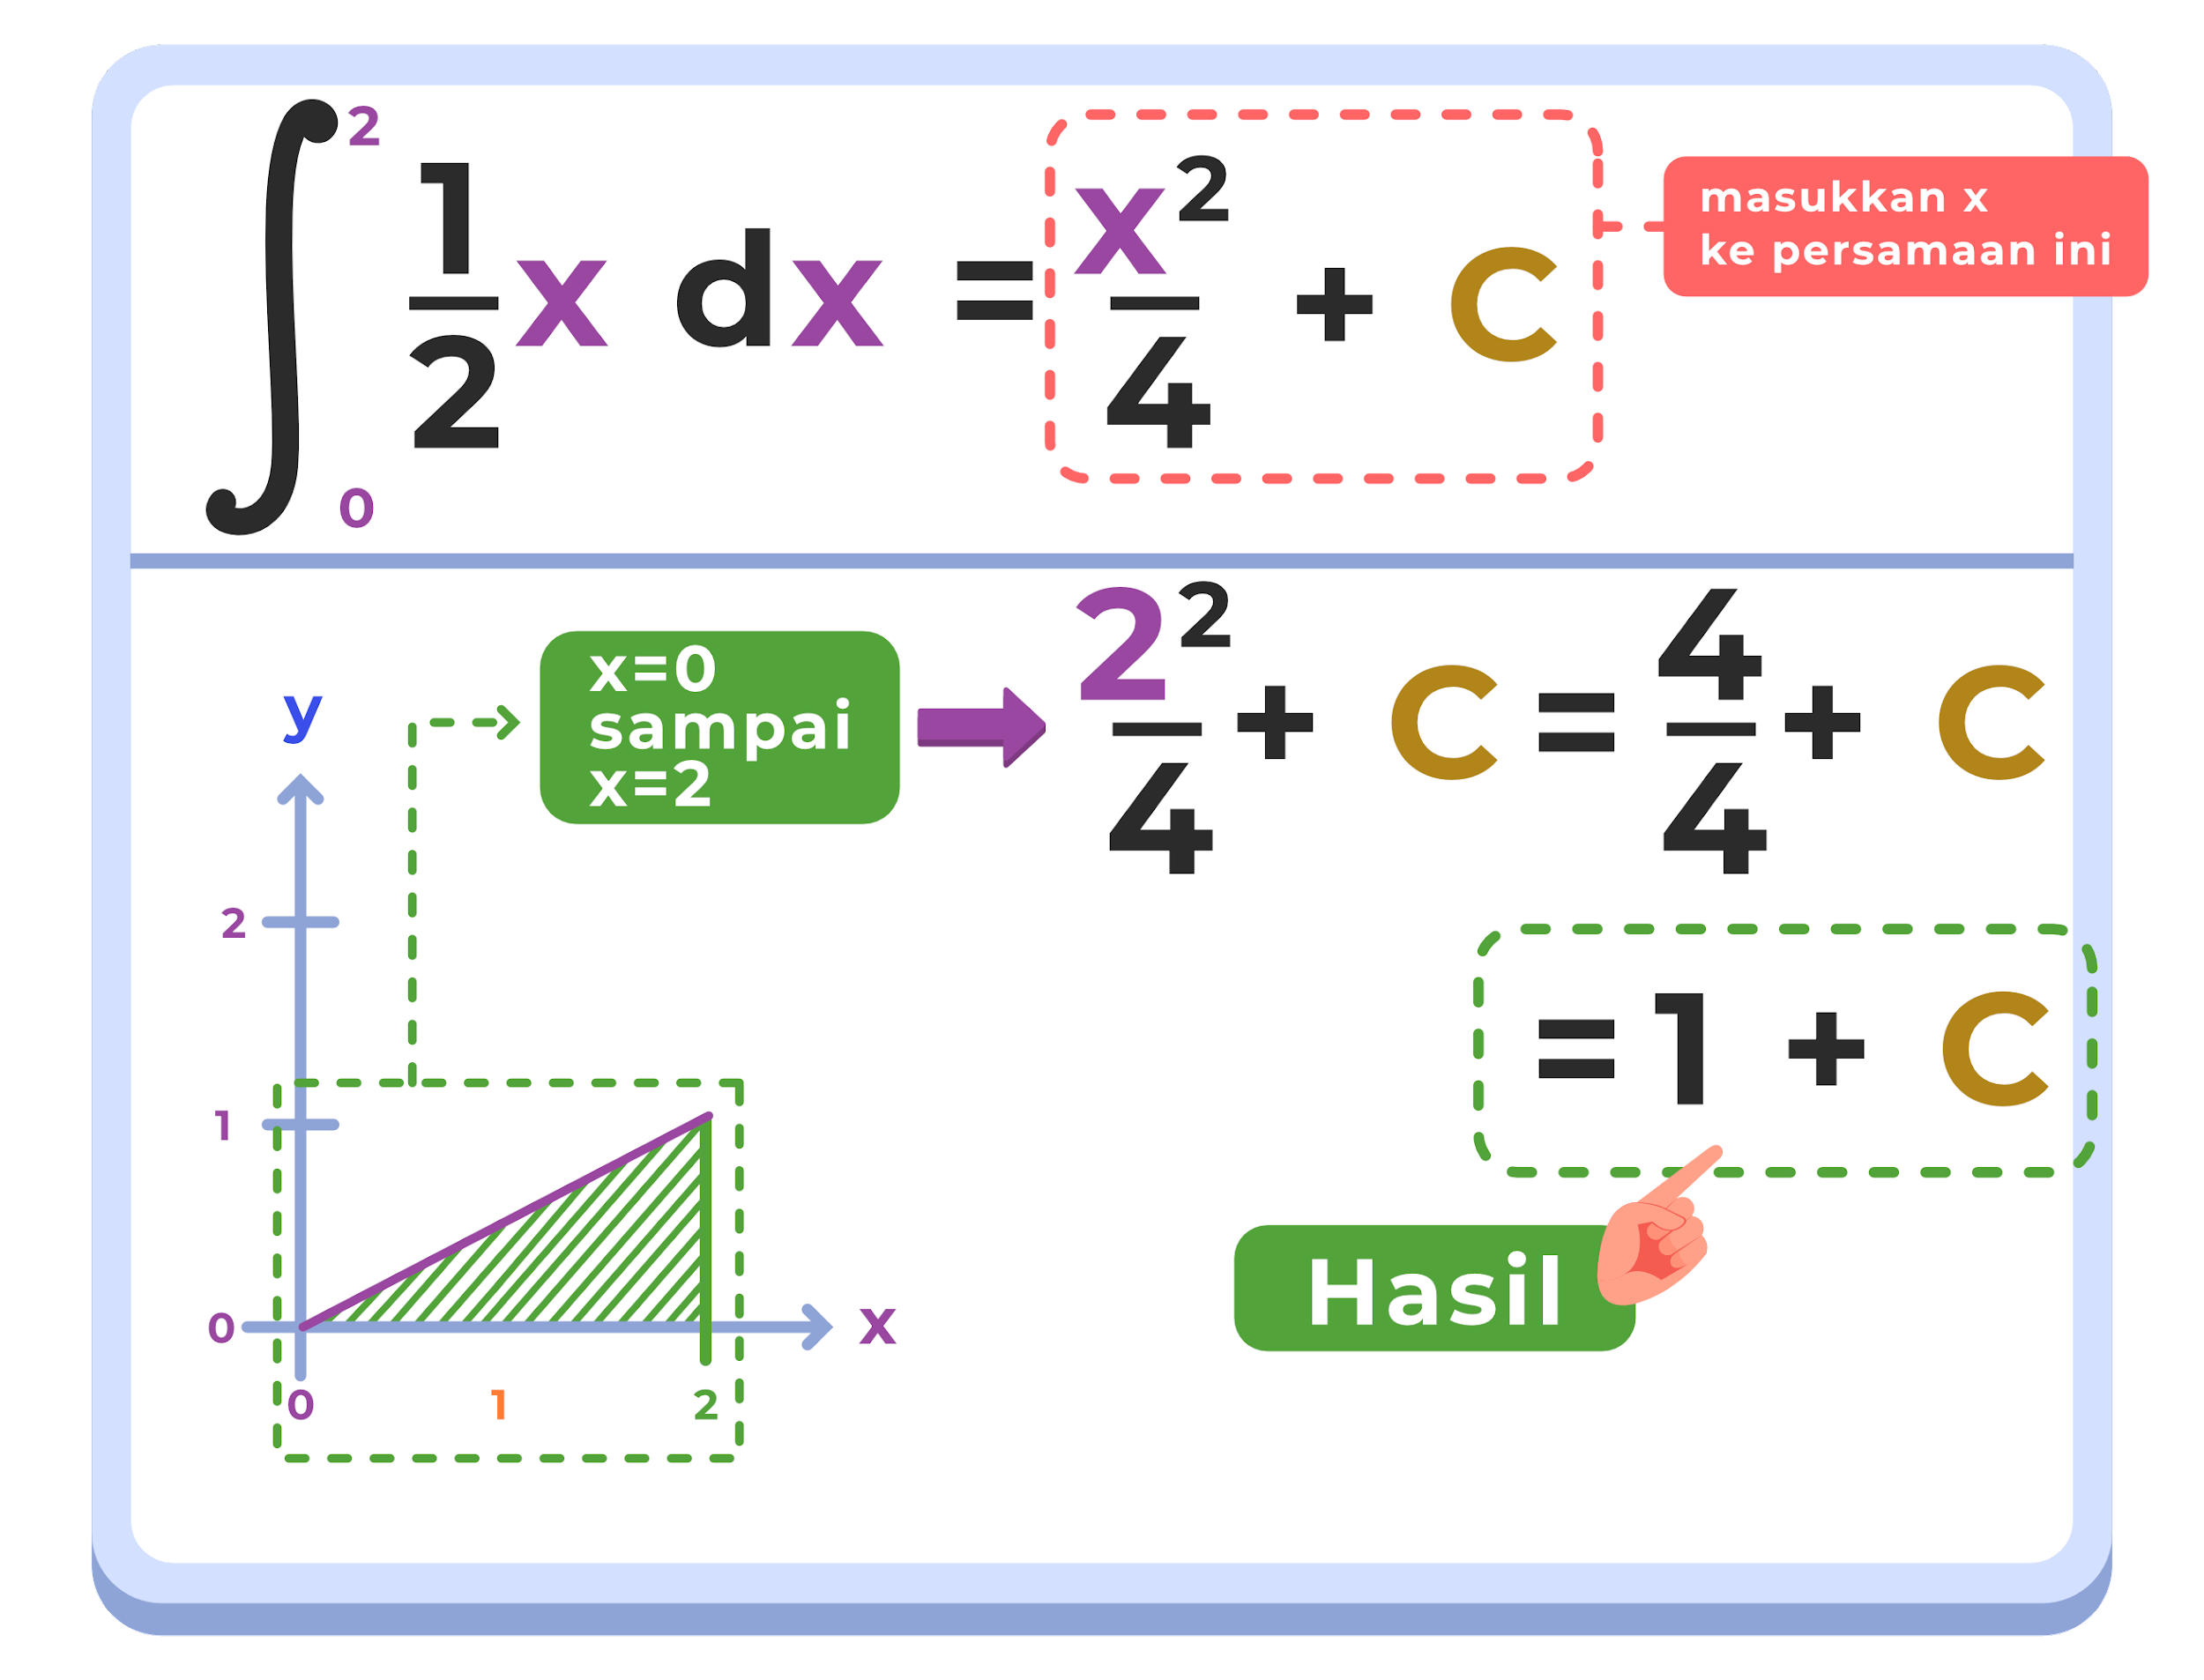 ∫₀² 1/2 x dx = x²/4 + C
masukkan x
ke persamaan ini
x=0
sampai
x=2
2²/4 + C = 4/4 + C
= 1 + C
Hasil
y
2
1
0
x
0 1 2